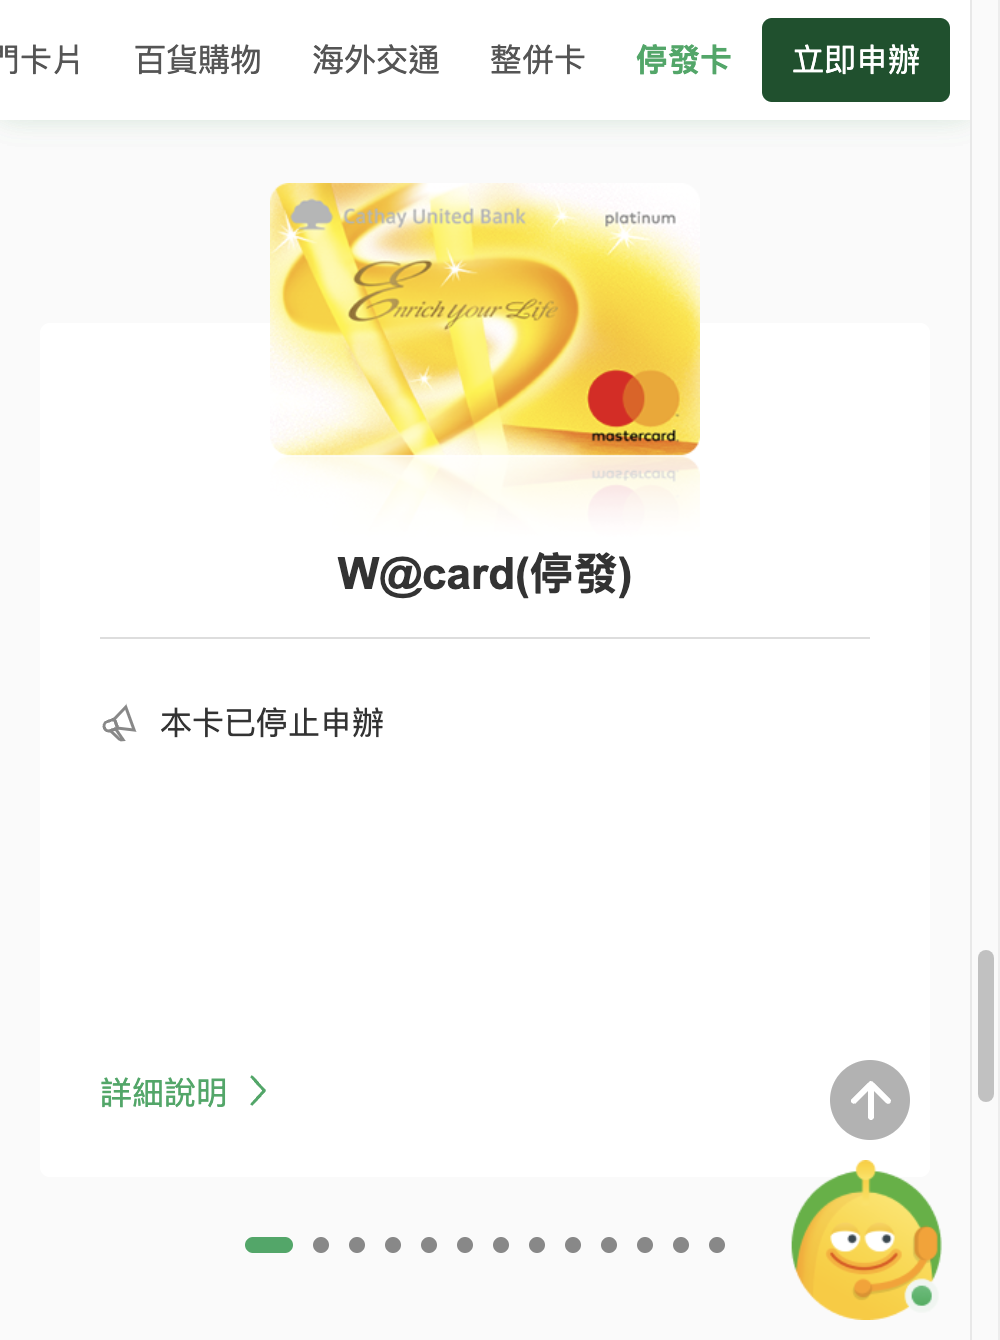 門卡片 百貨購物 海外交通 整併卡 停發卡 立即申辦
Cathay United Bank platinum
Enrich your Life
mastercard
W@card(停發)
本卡已停止申辦
詳細說明